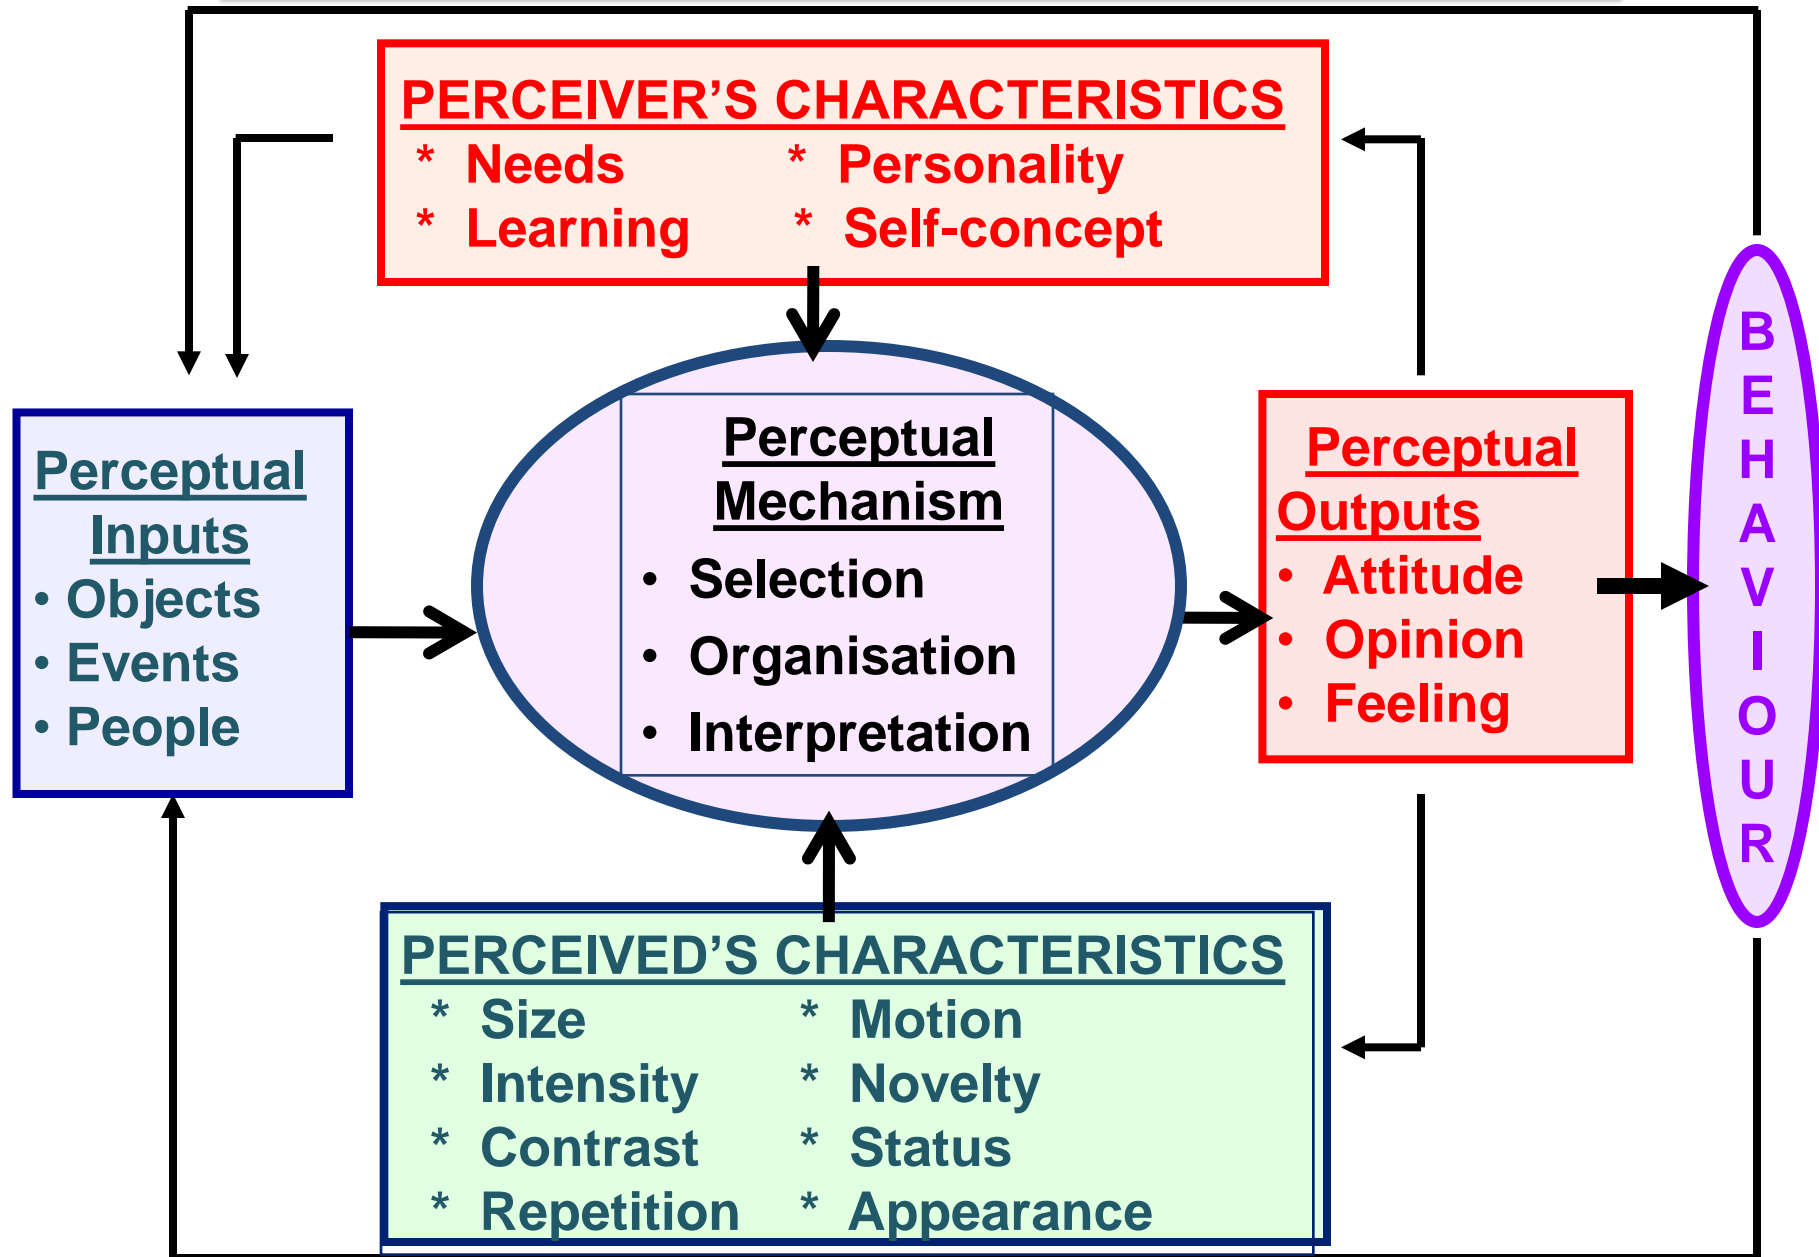 PERCEIVER’S CHARACTERISTICS
* Needs * Personality
* Learning * Self-concept
Perceptual
Inputs
• Objects
• Events
• People
Perceptual
Mechanism
• Selection
• Organisation
• Interpretation
Perceptual
Outputs
• Attitude
• Opinion
• Feeling
B
E
H
A
V
I
O
U
R
PERCEIVED’S CHARACTERISTICS
* Size * Motion
* Intensity * Novelty
* Contrast * Status
* Repetition * Appearance